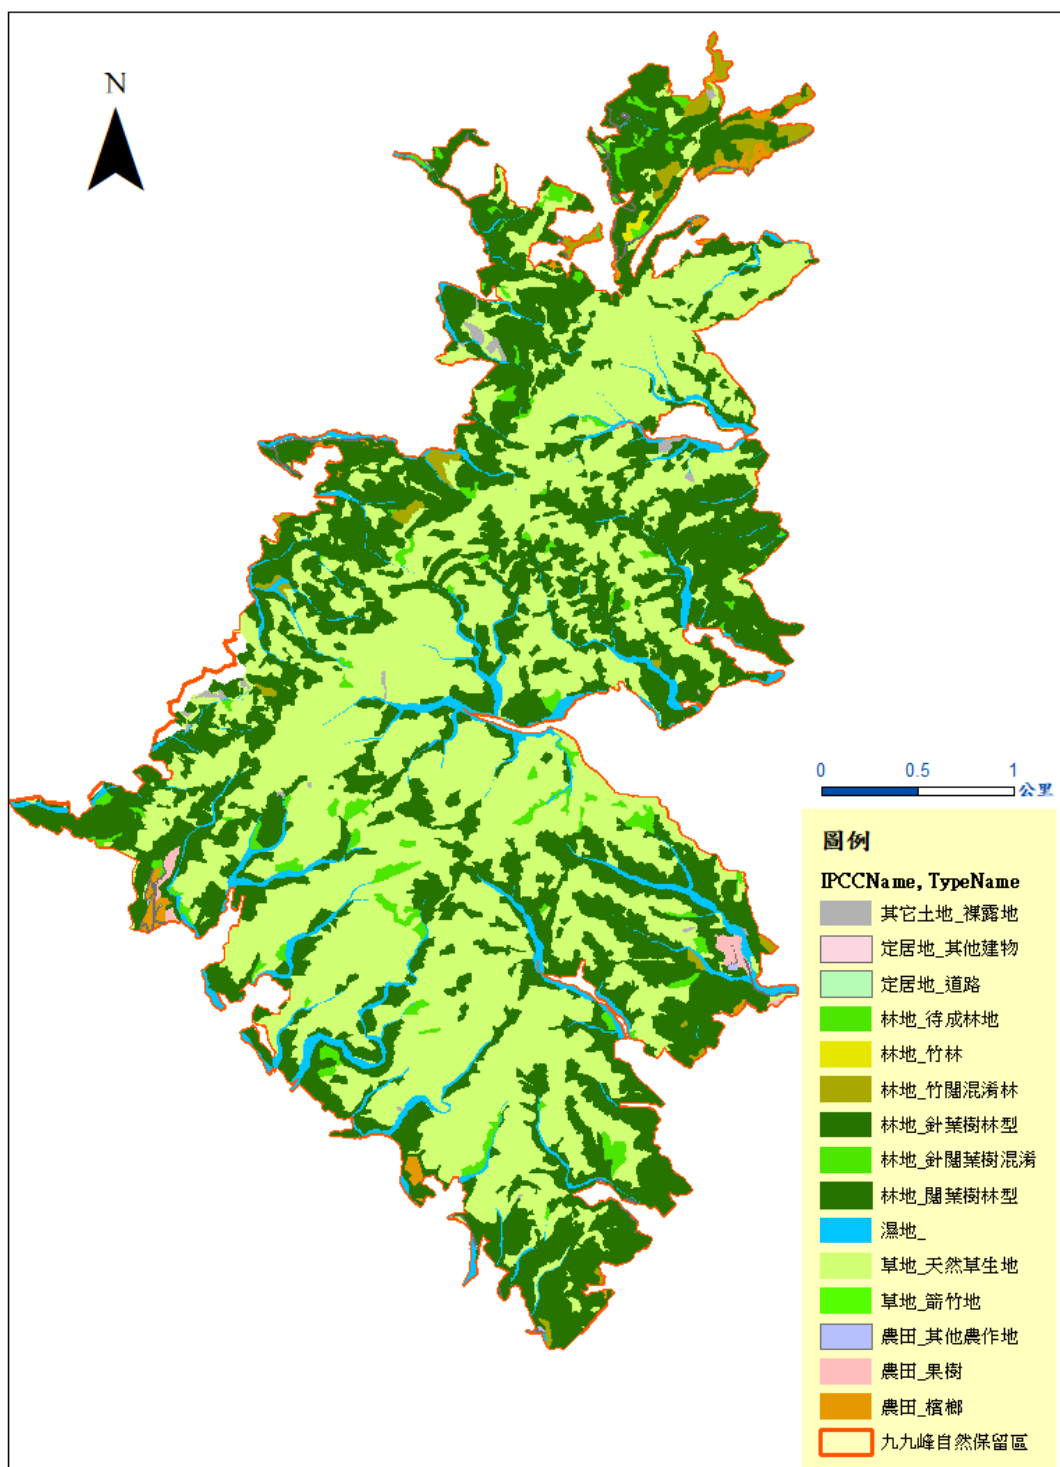 N
0 0.5 1
公里
圖例
IPCCName, TypeName
其它土地_裸露地
定居地_其他建物
定居地_道路
林地_待成林地
林地_竹林
林地_竹闊混淆林
林地_針葉樹林型
林地_針闊葉樹混淆
林地_闊葉樹林型
濕地_
草地_天然草生地
草地_箭竹地
農田_其他農作地
農田_果樹
農田_檳榔
九九峰自然保留區